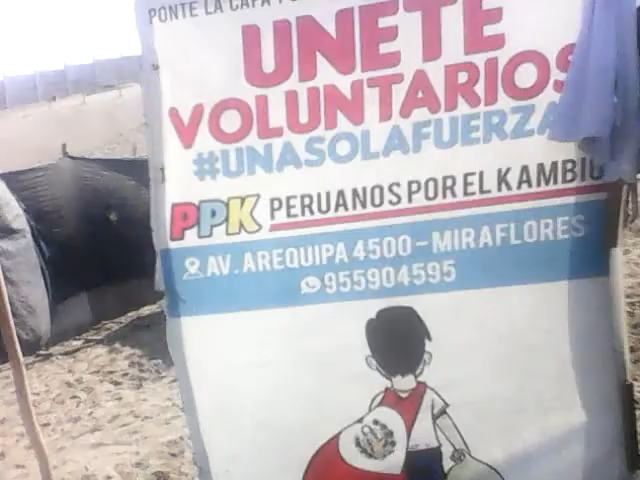 PONTE LA CAPA
UNETE
VOLUNTARIOS
#UNASOLAFUERZA
PPK PERUANOS POR EL KAMBIO
AV. AREQUIPA 4500 - MIRAFLORES
955904595